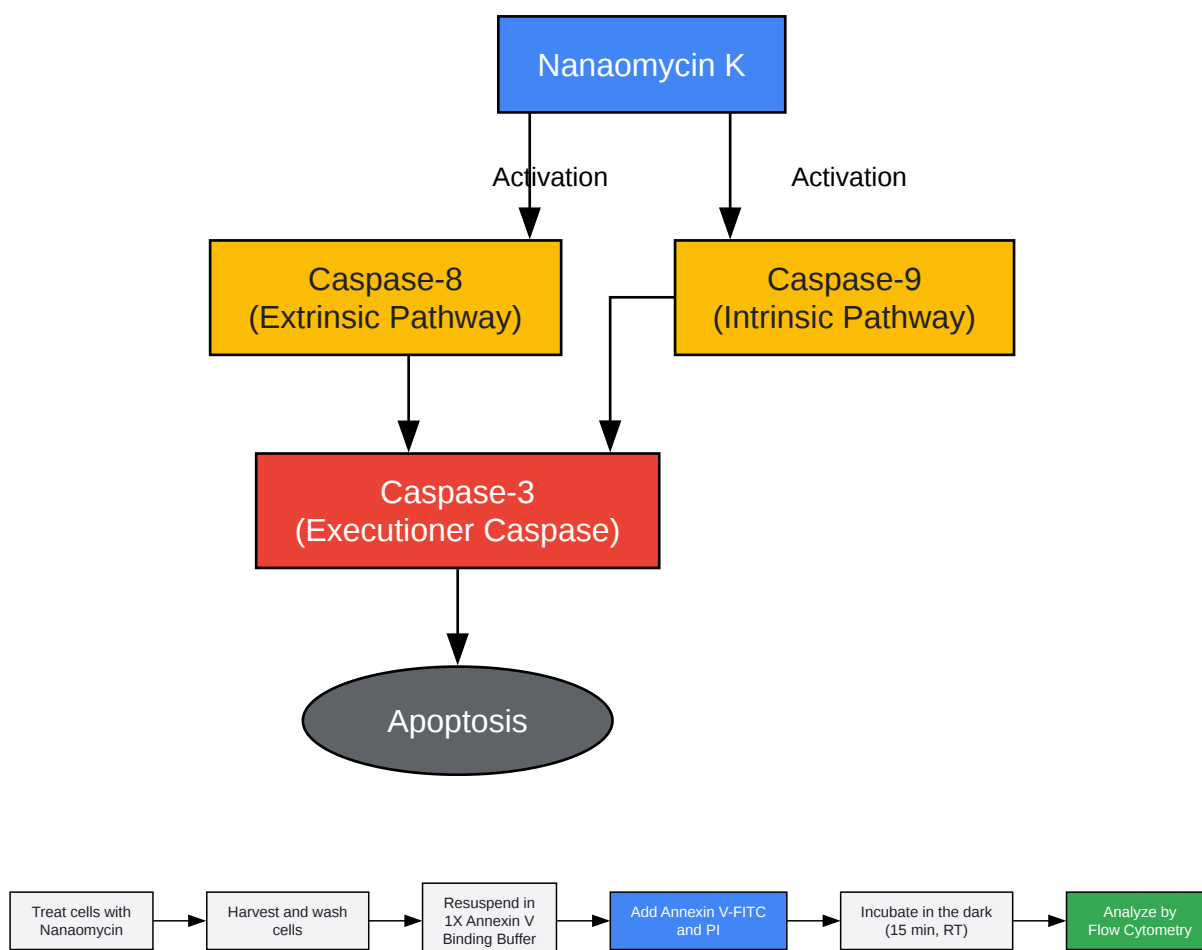 Nanaomycin K
Activation
Activation
Caspase-8
(Extrinsic Pathway)
Caspase-9
(Intrinsic Pathway)
Caspase-3
(Executioner Caspase)
Apoptosis
Treat cells with
Nanaomycin
Harvest and wash
cells
Resuspend in
1X Annexin V
Binding Buffer
Add Annexin V-FITC
and PI
Incubate in the dark
(15 min, RT)
Analyze by
Flow Cytometry